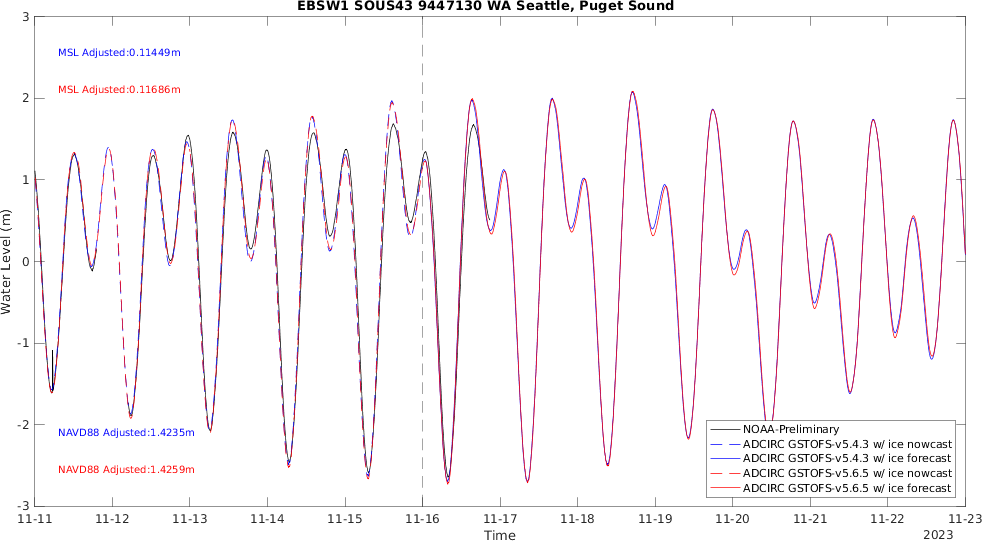 EBSW1 SOUS43 9447130 WA Seattle, Puget Sound
3
MSL Adjusted:0.11449m
MSL Adjusted:0.11686m
2
1
0
-1
-2
-3
Water Level (m)
NAVD88 Adjusted:1.4235m
NAVD88 Adjusted:1.4259m
NOAA-Preliminary
ADCIRC GSTOFS-v5.4.3 w/ ice nowcast
ADCIRC GSTOFS-v5.4.3 w/ ice forecast
ADCIRC GSTOFS-v5.6.5 w/ ice nowcast
ADCIRC GSTOFS-v5.6.5 w/ ice forecast
11-11 11-12 11-13 11-14 11-15 11-16 11-17 11-18 11-19 11-20 11-21 11-22 11-23
Time
2023